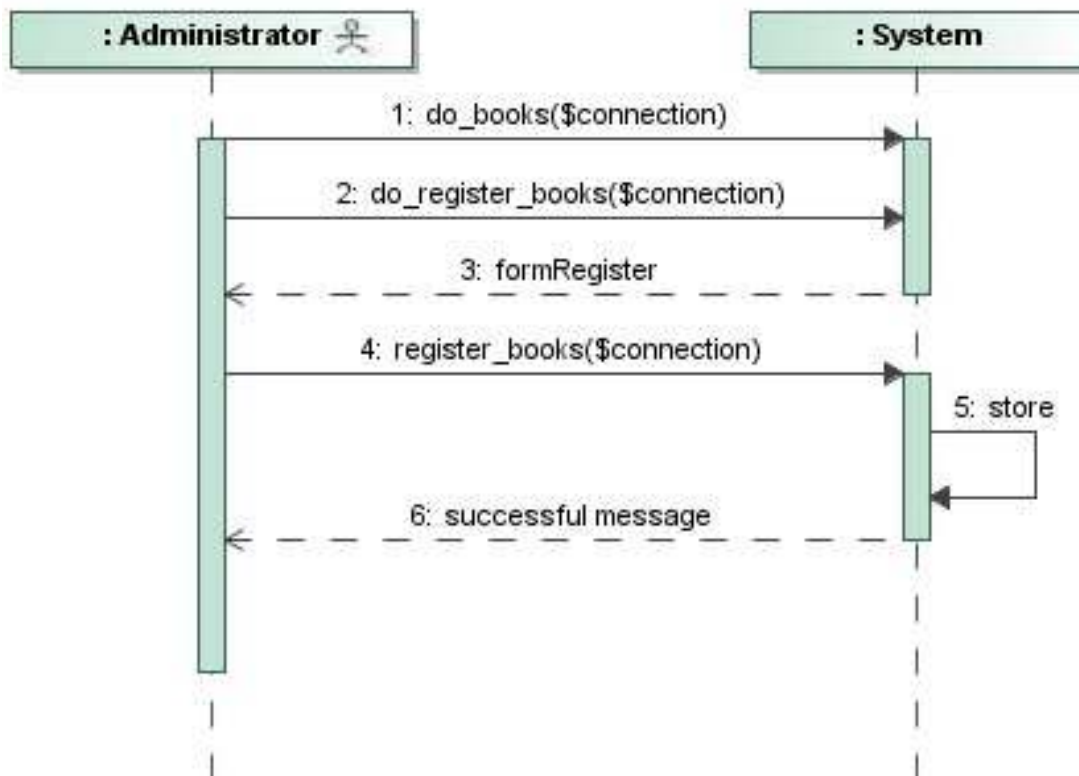 : Administrator
: System
1: do_books($connection)
2: do_register_books($connection)
3: formRegister
4: register_books($connection)
5: store
6: successful message